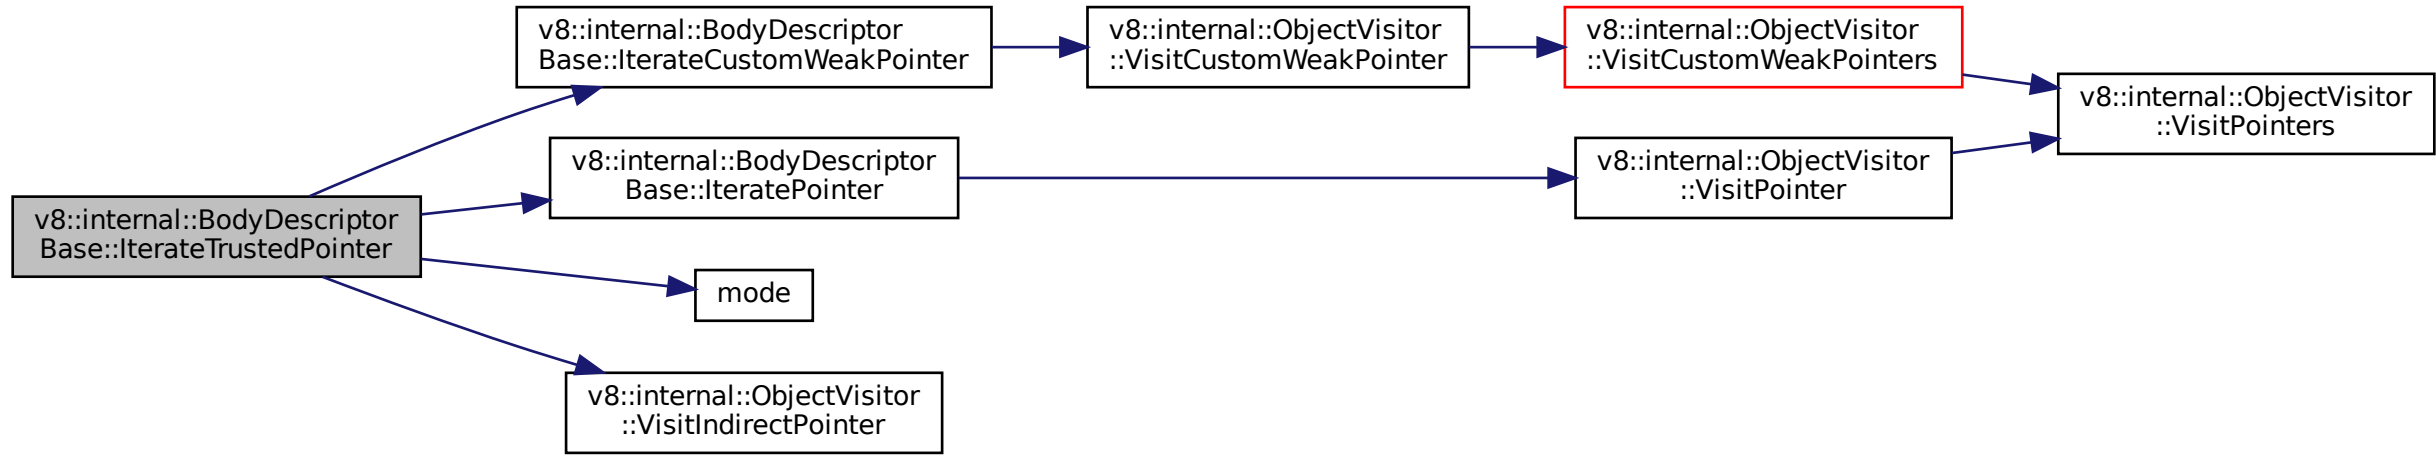 v8::internal::BodyDescriptor
Base::IterateTrustedPointer
v8::internal::BodyDescriptor
Base::IterateCustomWeakPointer
v8::internal::ObjectVisitor
::VisitCustomWeakPointer
v8::internal::ObjectVisitor
::VisitCustomWeakPointers
v8::internal::ObjectVisitor
::VisitPointers
v8::internal::BodyDescriptor
Base::IteratePointer
v8::internal::ObjectVisitor
::VisitPointer
mode
v8::internal::ObjectVisitor
::VisitIndirectPointer